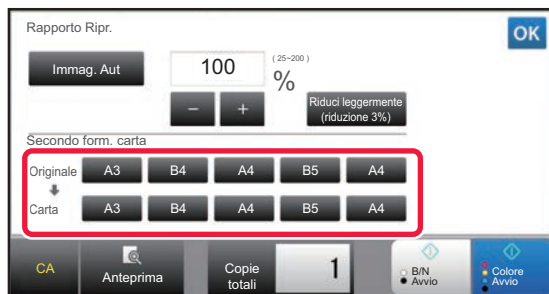 Rapporto Ripr.
OK
Immag. Aut
100
(25~200)
%
−
+
Riduci leggermente
(riduzione 3%)
Secondo form. carta
Originale A3 B4 A4 B5 A4
Carta A3 B4 A4 B5 A4
CA
Anteprima
Copie
totali
1
B/N
Avvio
Colore
Avvio